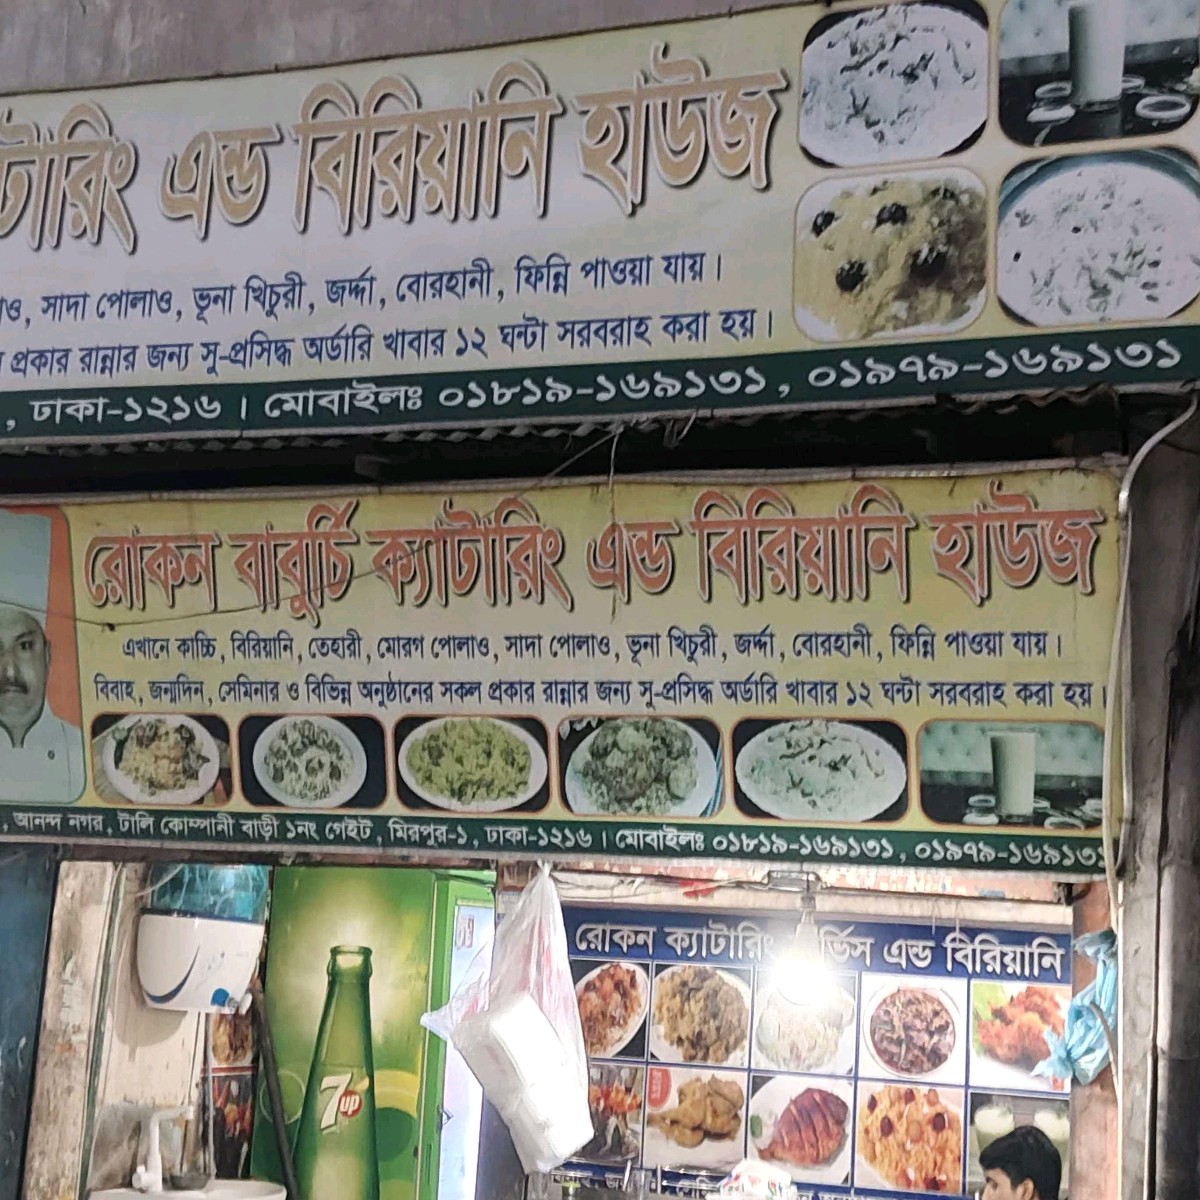 টারিং এন্ড বিরিয়ানি হাউজ
াও, সাদা পোলাও, ভূনা খিচুরী, জর্দ্দা, বোরহানী, ফিন্নি পাওয়া যায়।
প্রকার রান্নার জন্য সু-প্রসিদ্ধ অর্ডারি খাবার ১২ ঘন্টা সরবরাহ করা হয়।
, ঢাকা-১২১৬। মোবাইলঃ ০১৮১৯-১৬৯১৩১, ০১৯৭৯-১৬৯১৩১
রোকন বাবুর্চি ক্যাটারিং এন্ড বিরিয়ানি হাউজ
এখানে কাচ্চি, বিরিয়ানি, তেহারী, মোরগ পোলাও, সাদা পোলাও, ভূনা খিচুরী, জর্দ্দা, বোরহানী, ফিন্নি পাওয়া যায়।
বিবাহ, জন্মদিন, সেমিনার ও বিভিন্ন অনুষ্ঠানের সকল প্রকার রান্নার জন্য সু-প্রসিদ্ধ অর্ডারি খাবার ১২ ঘন্টা সরবরাহ করা হয়।
, আনন্দ নগর, টালি কোম্পানী বাড়ী ১নং গেইট, মিরপুর-১, ঢাকা-১২১৬। মোবাইলঃ ০১৮১৯-১৬৯১৩১, ০১৯৭৯-১৬৯১৩১
রোকন ক্যাটারিং র্ভিস এন্ড বিরিয়ানি
7up